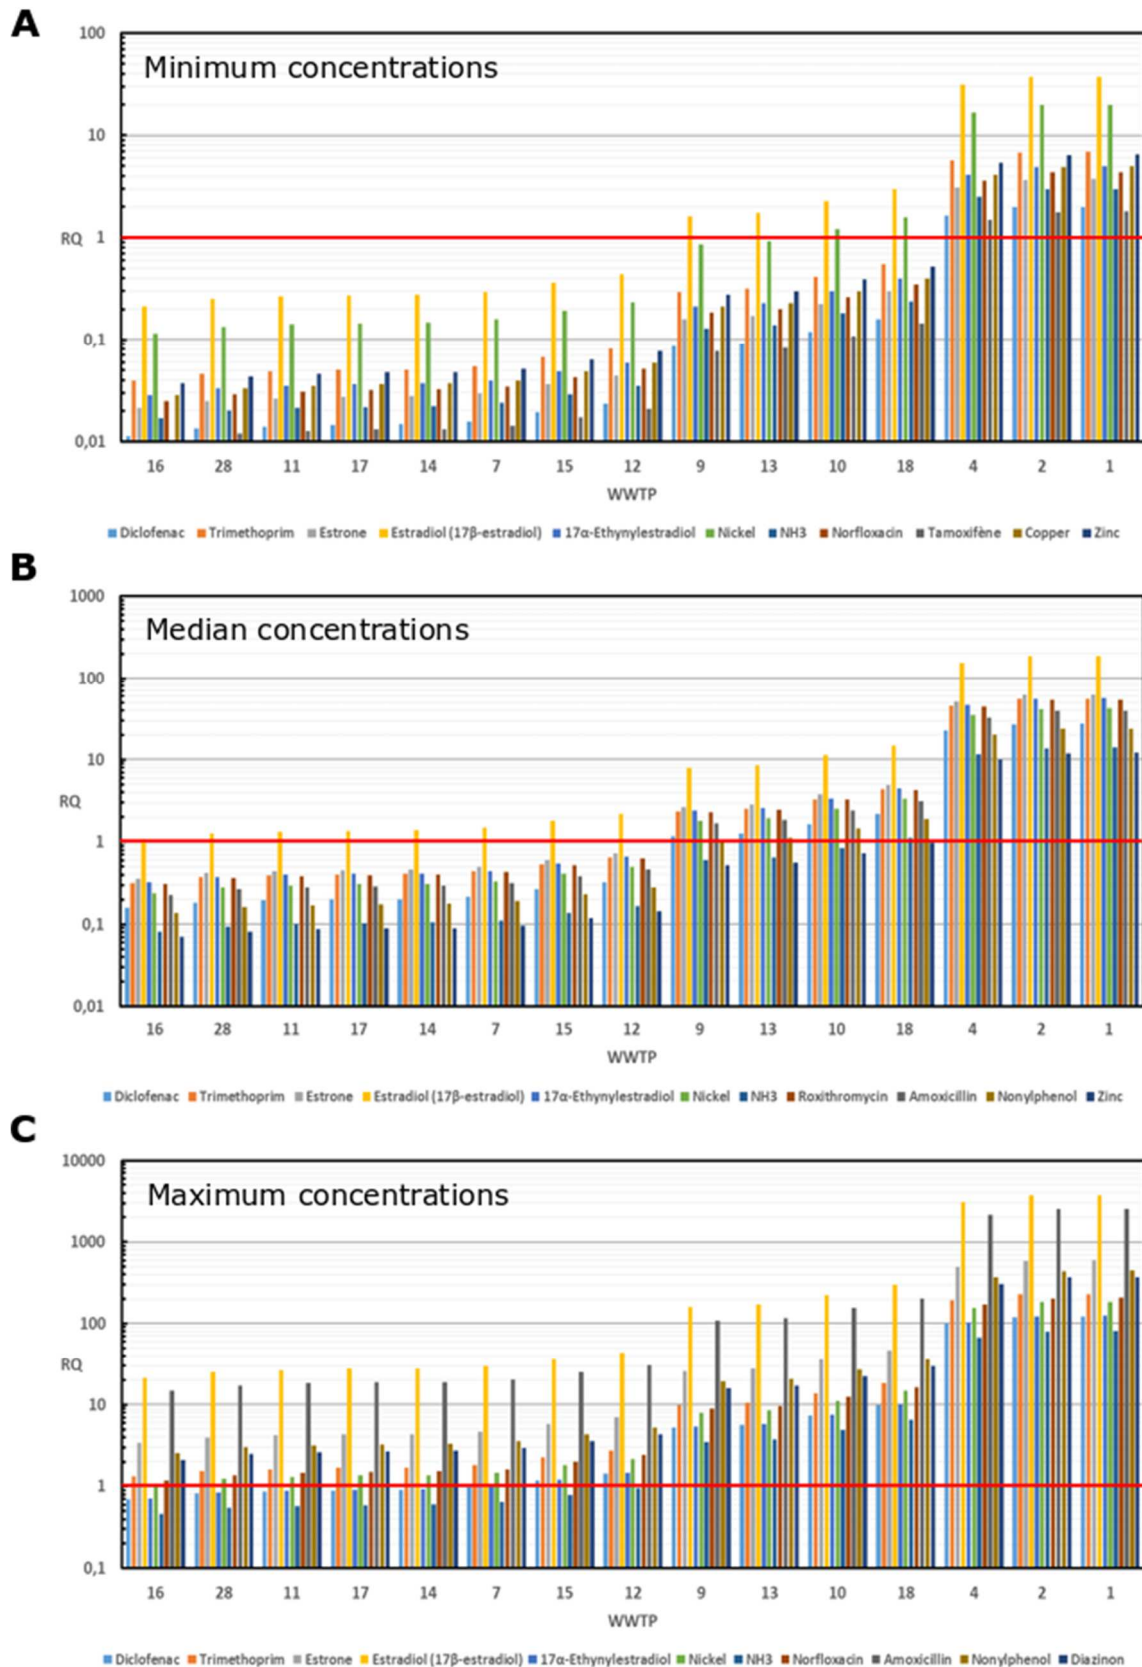 A
Minimum concentrations
100
10
RQ 1
0,1
0,01
16 28 11 17 14 7 15 12 9 13 10 18 4 2 1
WWTP
Diclofenac Trimethoprim Estrone Estradiol (17β-estradiol) 17α-Ethynylestradiol Nickel NH3 Norfloxacin Tamoxifène Copper Zinc
B
Median concentrations
1000
100
10
RQ
1
0,1
0,01
16 28 11 17 14 7 15 12 9 13 10 18 4 2 1
WWTP
Diclofenac Trimethoprim Estrone Estradiol (17β-estradiol) 17α-Ethynylestradiol Nickel NH3 Roxithromycin Amoxicillin Nonylphenol Zinc
C
Maximum concentrations
10000
1000
100
RQ
10
1
0,1
16 28 11 17 14 7 15 12 9 13 10 18 4 2 1
WWTP
Diclofenac Trimethoprim Estrone Estradiol (17β-estradiol) 17α-Ethynylestradiol Nickel NH3 Norfloxacin Amoxicillin Nonylphenol Diazinon